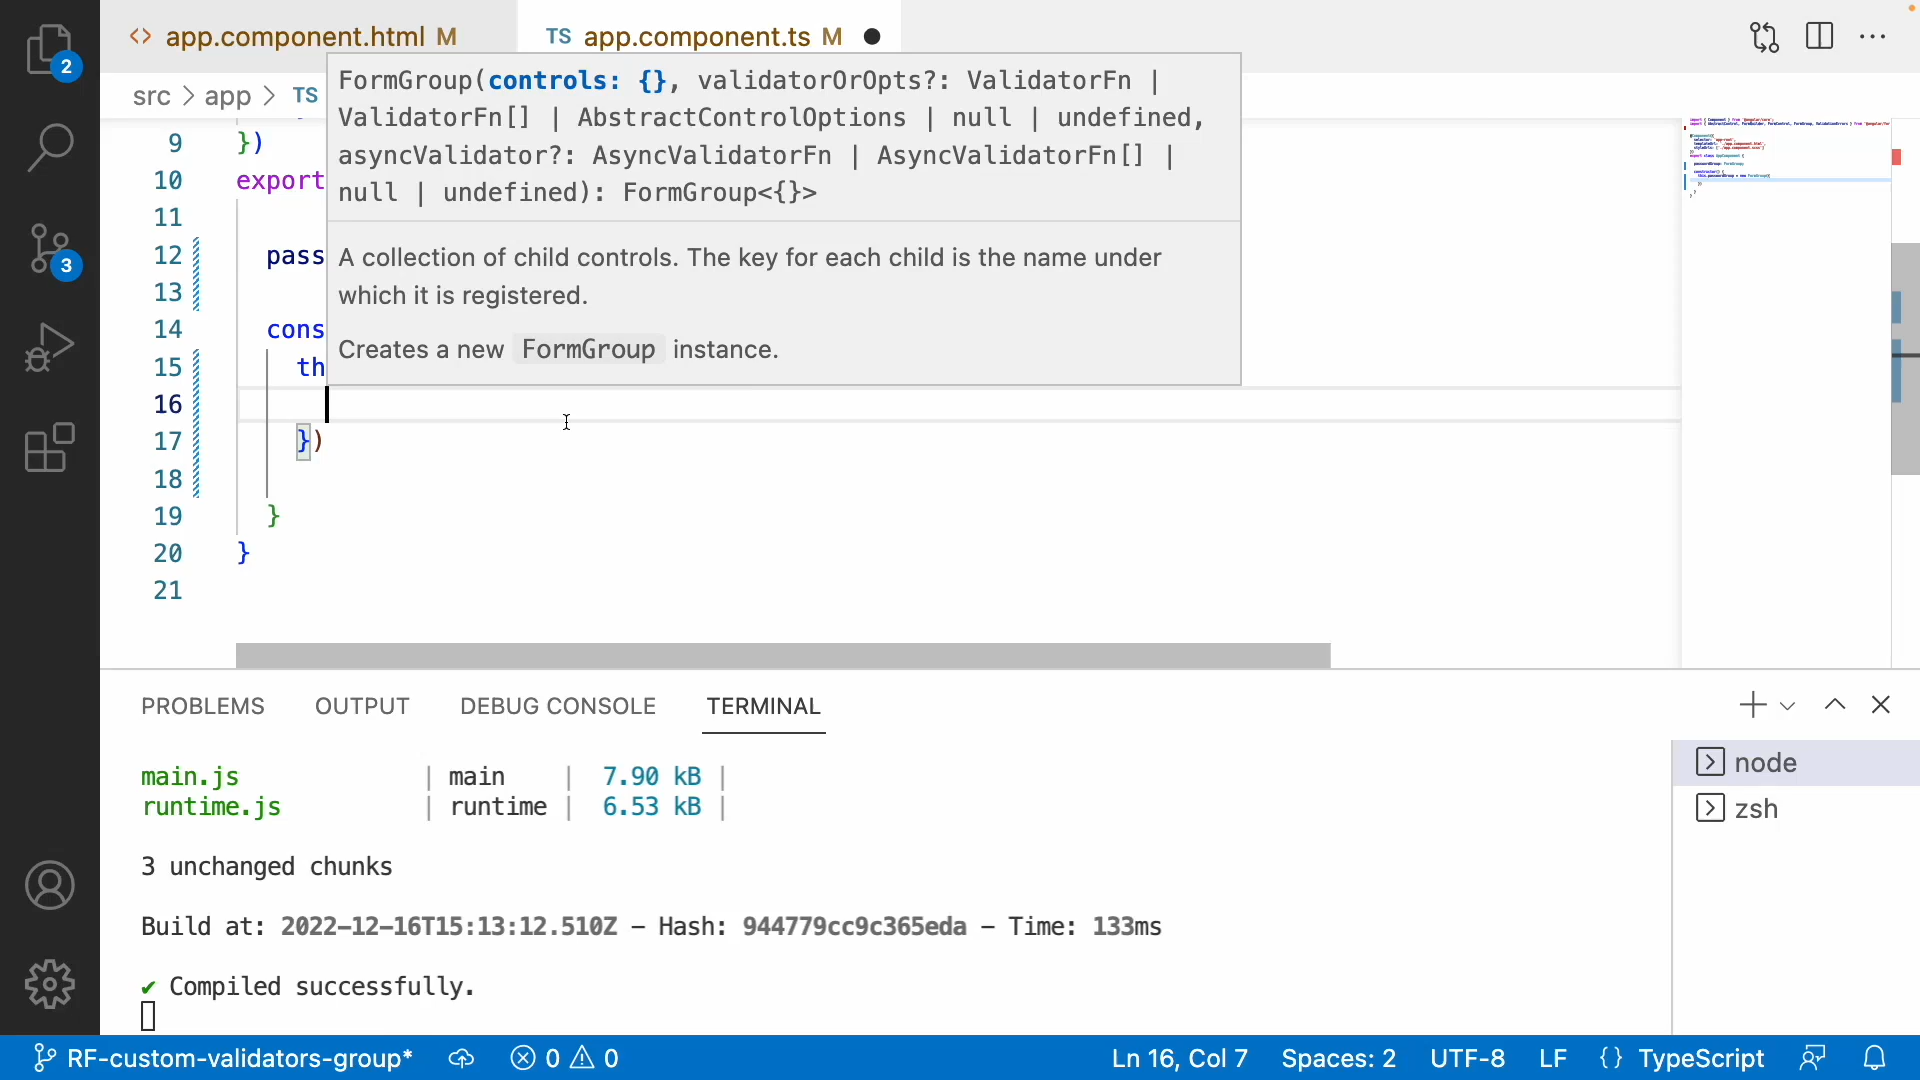 <> app.component.html M
TS app.component.ts M
src > app > TS
FormGroup(controls: {}, validatorOrOpts?: ValidatorFn |
ValidatorFn[] | AbstractControlOptions | null | undefined,
asyncValidator?: AsyncValidatorFn | AsyncValidatorFn[] |
null | undefined): FormGroup<{}>
A collection of child controls. The key for each child is the name under
which it is registered.
Creates a new FormGroup instance.
9 })
10 export
11
12 pass
13
14 cons
15 th
16
17 })
18
19 }
20 }
21
2
3
PROBLEMS OUTPUT DEBUG CONSOLE TERMINAL
main.js | main | 7.90 kB |
runtime.js | runtime | 6.53 kB |
3 unchanged chunks
Build at: 2022-12-16T15:13:12.510Z - Hash: 944779cc9c365eda - Time: 133ms
✔ Compiled successfully.
node
zsh
RF-custom-validators-group* 0 0 Ln 16, Col 7 Spaces: 2 UTF-8 LF {} TypeScript